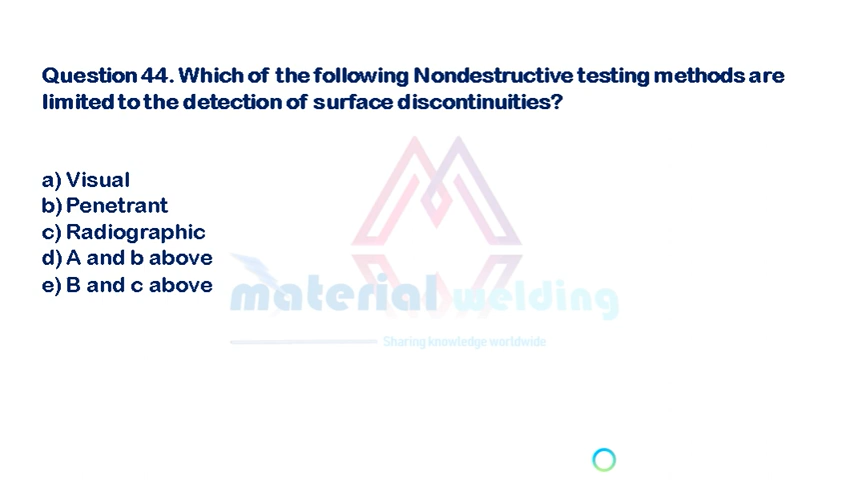 Question 44. Which of the following Nondestructive testing methods are
limited to the detection of surface discontinuities?
a) Visual
b) Penetrant
c) Radiographic
d) A and b above
e) B and c above
material welding
Sharing knowledge worldwide